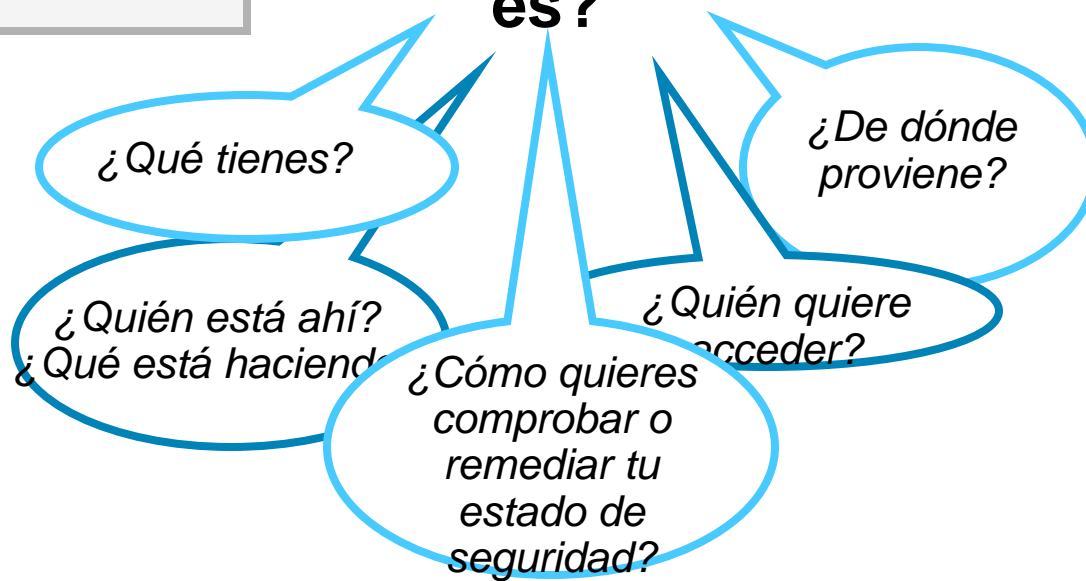 es?
¿Qué tienes?
¿De dónde
proviene?
¿Quién está ahí?
¿Qué está haciend
¿Quién quiere
acceder?
¿Cómo quieres
comprobar o
remediar tu
estado de
seguridad?